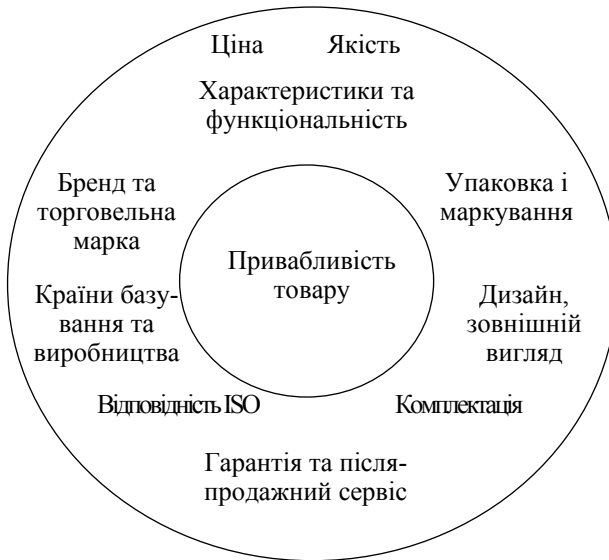 Ціна Якість
Характеристики та
функціональність
Бренд та
торговельна
марка
Упаковка і
маркування
Привабливість
товару
Країни базу-
вання та
виробництва
Дизайн,
зовнішній
вигляд
Відповідність ISO
Комплектація
Гарантія та після-
продажний сервіс